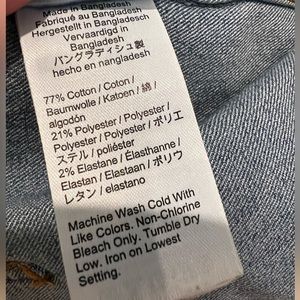 Made in Bangladesh
Fabriqué au Bangladesh
Hergestellt in Bangladesh
Vervaardigd in
Bangladesh
バングラディシュ製
hecho en nangladesh
77% Cotton / Coton /
Baumwolle / Katoen / 綿 /
algodón
21% Polyester / Polyester /
Polyester / Polyester / ポリエ
ステル / poliéster
2% Elastane / Élasthanne /
Elastan / Elastaan / ポリウ
レタン / elastano
Machine Wash Cold With
Like Colors. Non-Chlorine
Bleach Only. Tumble Dry
Low. Iron on Lowest
Setting.